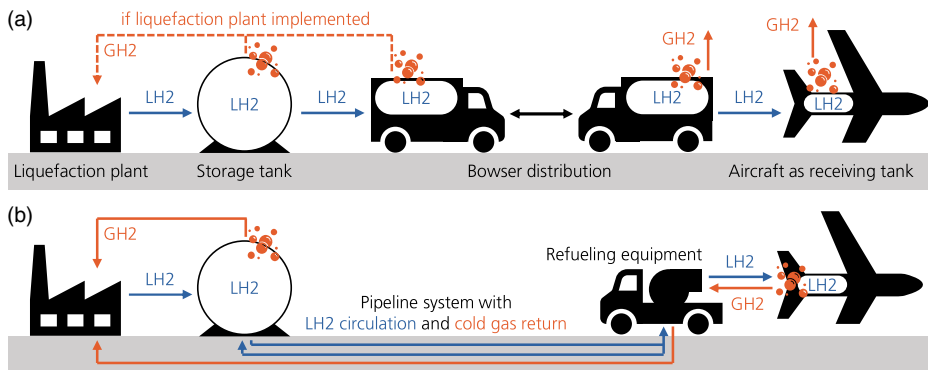 (a)
if liquefaction plant implemented
GH2
GH2
GH2
LH2
LH2
LH2
LH2
LH2
LH2
LH2
LH2
Liquefaction plant
Storage tank
Bowser distribution
Aircraft as receiving tank
(b)
GH2
Refueling equipment
LH2
LH2
LH2
LH2
GH2
Pipeline system with
LH2 circulation and cold gas return